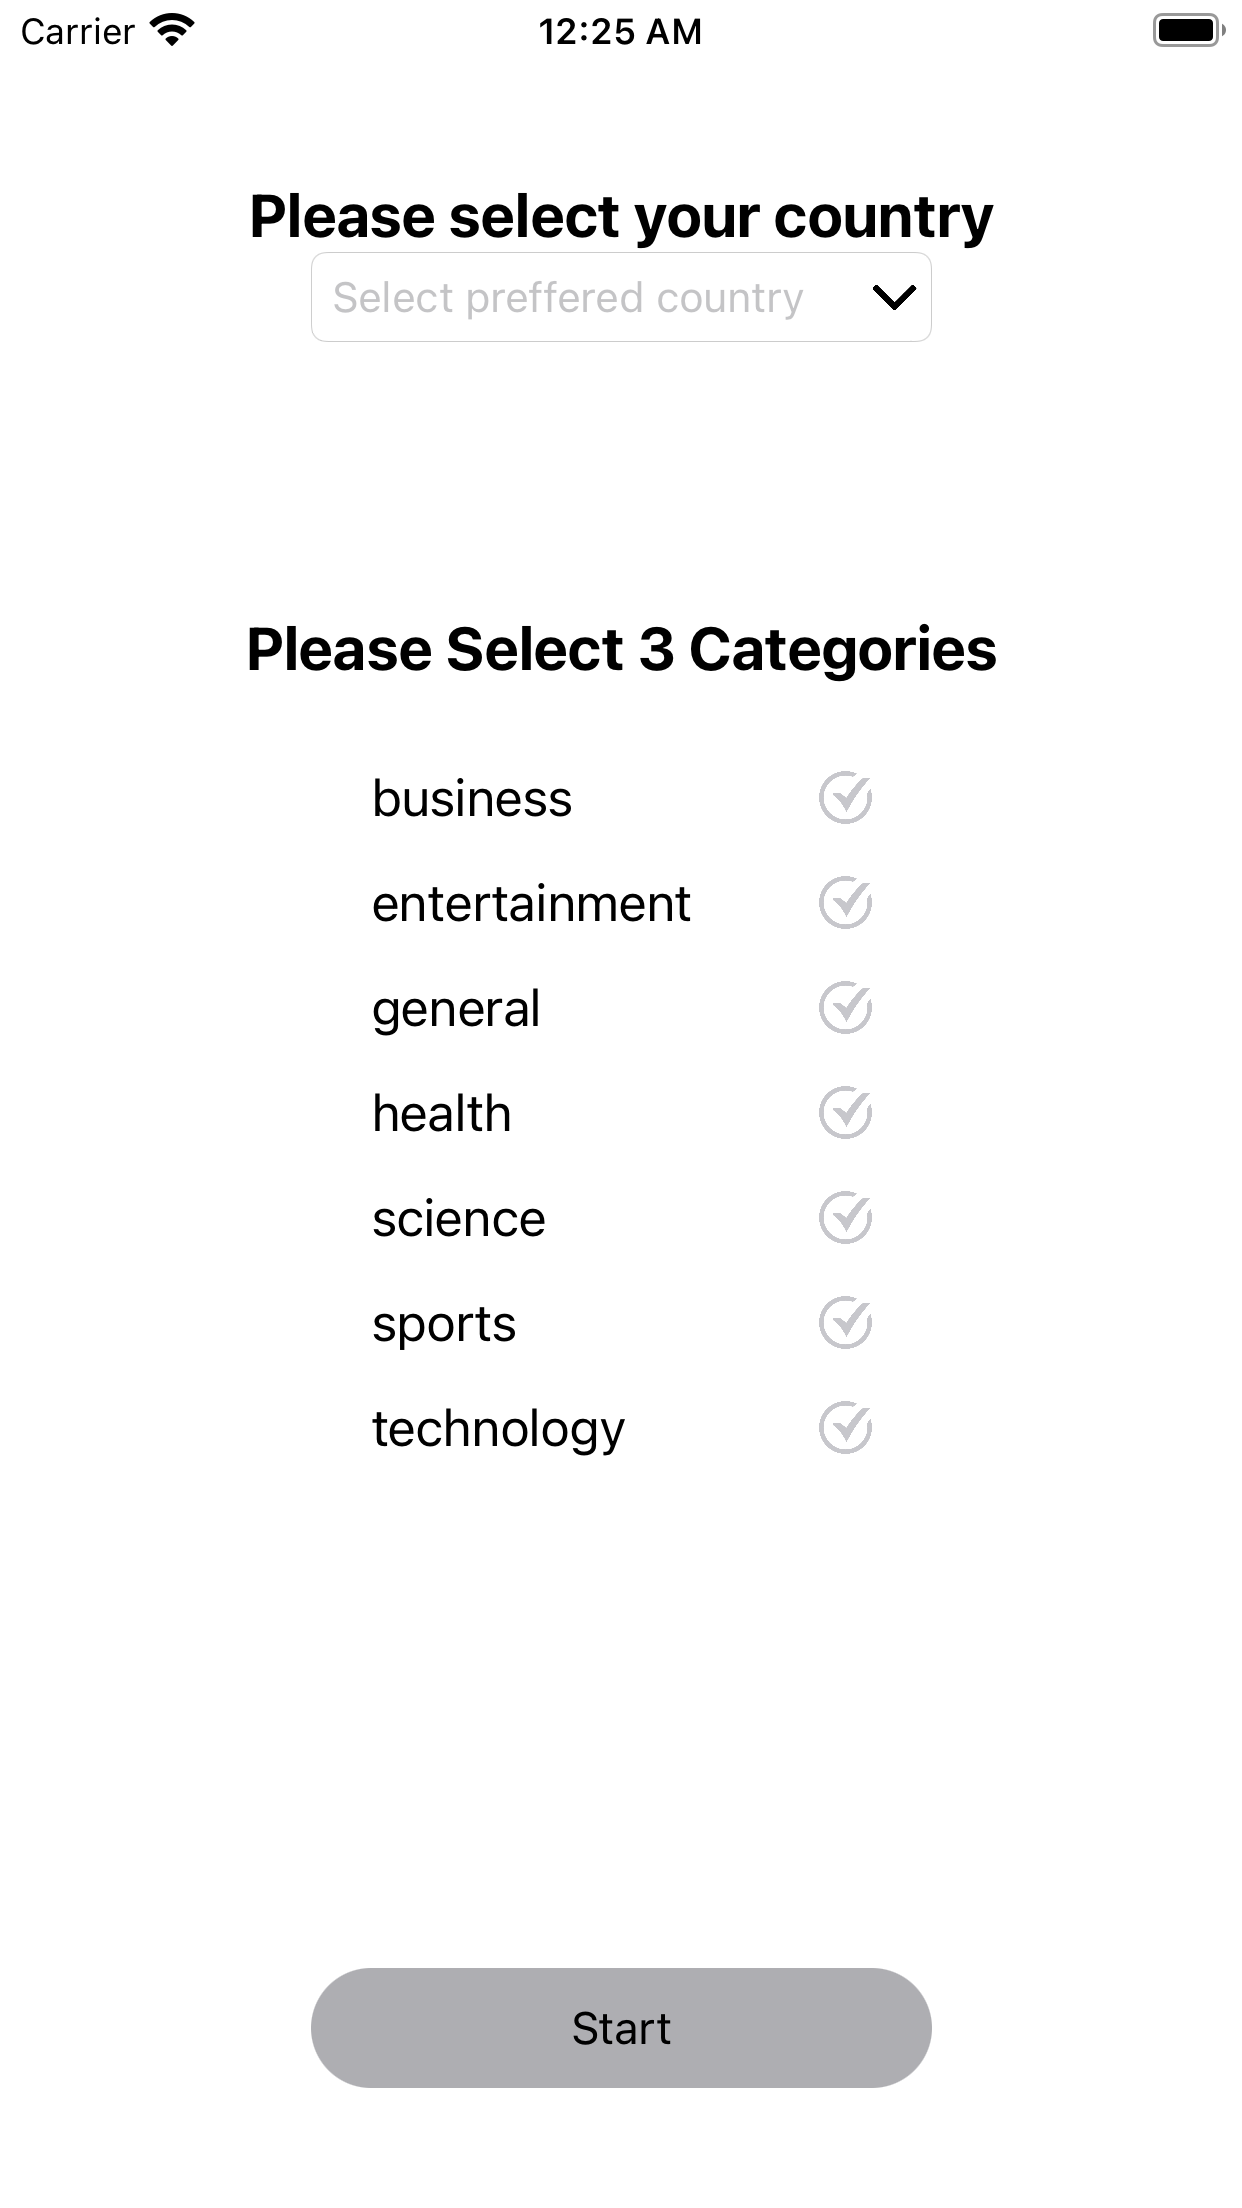 Carrier 12:25 AM
Please select your country
Select preffered country
Please Select 3 Categories
business
entertainment
general
health
science
sports
technology
Start